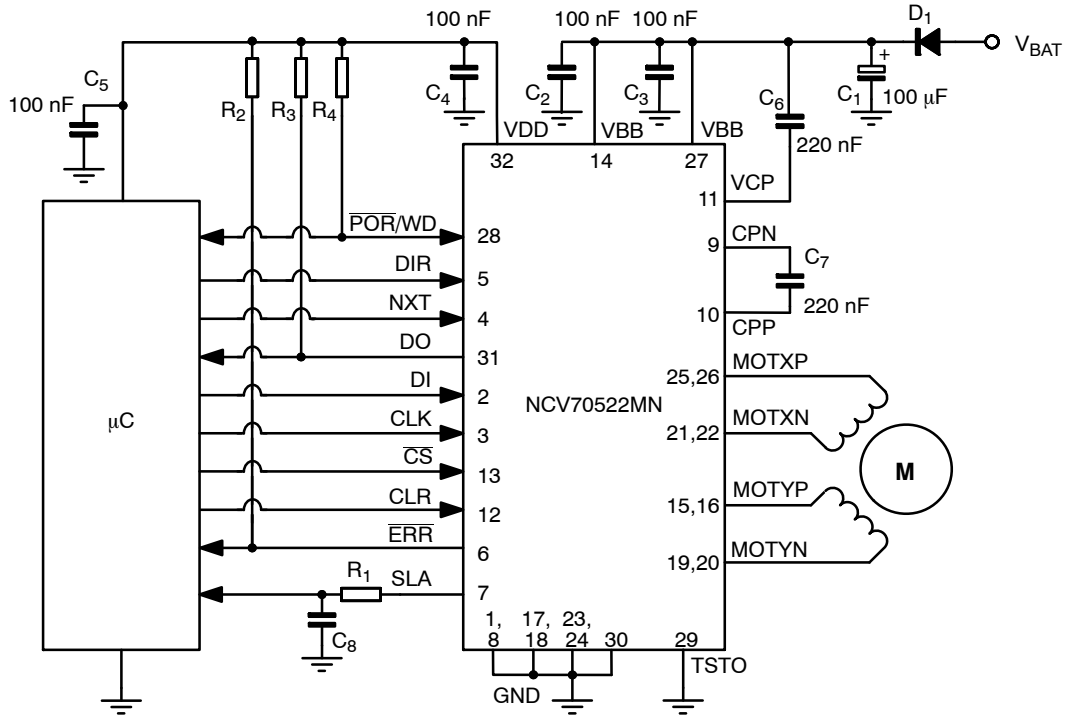 100 nF
100 nF
100 nF
D1
VBAT
C5
100 nF
R2
R3
R4
C4
C2
C3
C6
C1
+
100 μF
220 nF
VDD
VBB
VBB
32
14
27
11
VCP
P̅O̅R̅/WD
28
9
CPN
DIR
5
C7
220 nF
NXT
4
10
CPP
DO
31
MOTXP
25,26
DI
2
NCV70522MN
μC
CLK
3
21,22
MOTXN
C̅S̅
13
M
CLR
12
15,16
MOTYP
E̅R̅R̅
6
19,20
MOTYN
R1
SLA
7
C8
1, 17, 23,
8 18 24 30
29
TSTO
GND